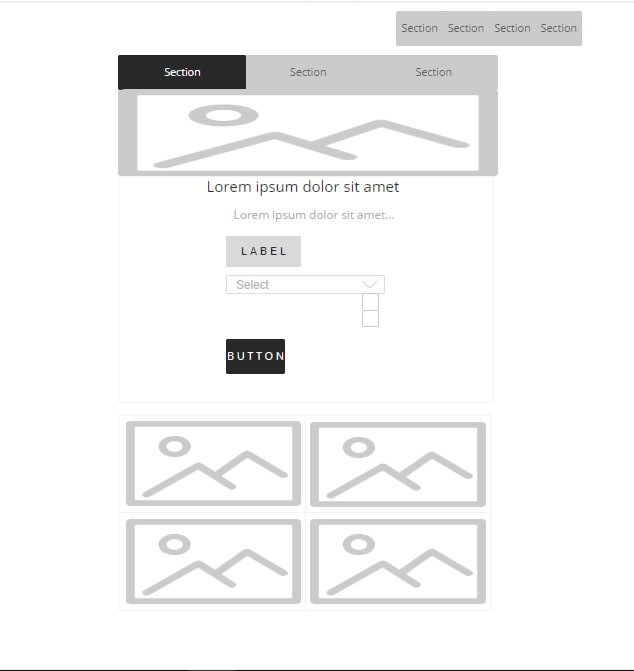 Section Section Section Section
Section Section Section
Lorem ipsum dolor sit amet
Lorem ipsum dolor sit amet...
LABEL
Select
BUTTON